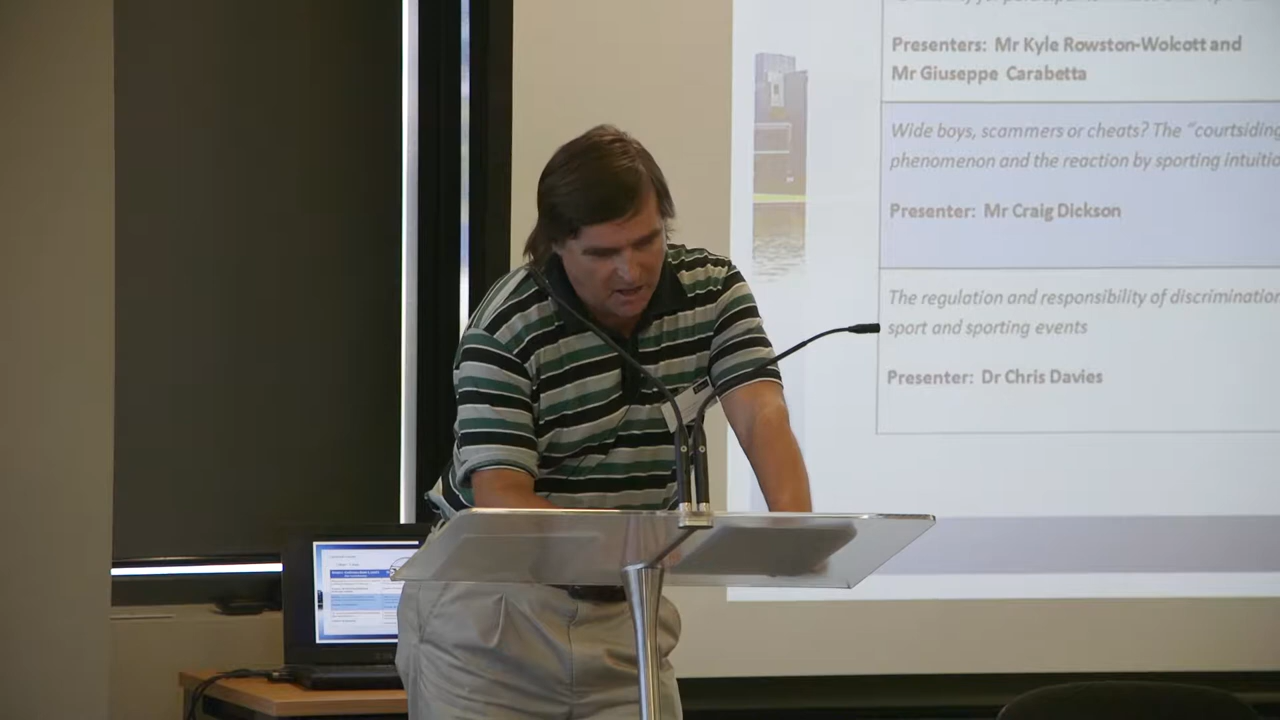 Presenters: Mr Kyle Rowston-Wolcott and
Mr Giuseppe Carabetta
Wide boys, scammers or cheats? The "courtsiding
phenomenon and the reaction by sporting intuitio
Presenter: Mr Craig Dickson
The regulation and responsibility of discrimination
sport and sporting events
Presenter: Dr Chris Davies